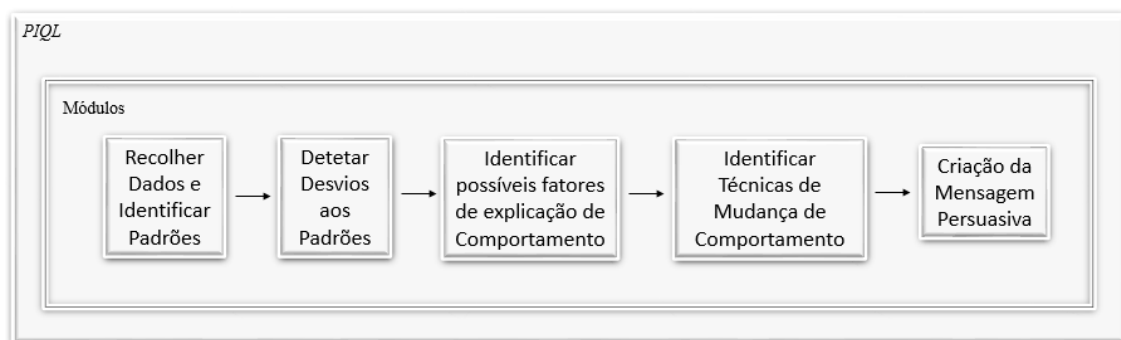 PIQL
Módulos
Recolher
Dados e
Identificar
Padrões
Detetar
Desvios
aos
Padrões
Identificar
possíveis fatores
de explicação de
Comportamento
Identificar
Técnicas de
Mudança de
Comportamento
Criação da
Mensagem
Persuasiva